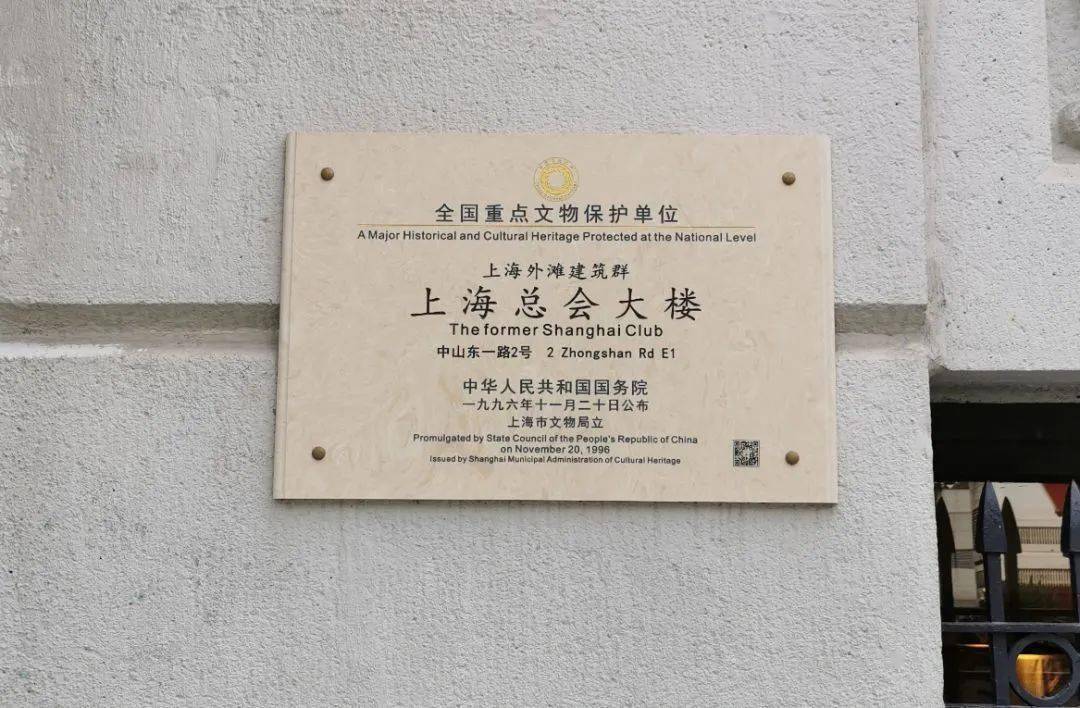 全国重点文物保护单位
A Major Historical and Cultural Heritage Protected at the National Level
上海外滩建筑群
上海总会大楼
The former Shanghai Club
中山东一路2号 2 Zhongshan Rd E1
中华人民共和国国务院
一九九六年十一月二十日公布
上海市文物局立
Promulgated by State Council of the People's Republic of China
on November 20, 1996
Issued by Shanghai Municipal Administration of Cultural Heritage